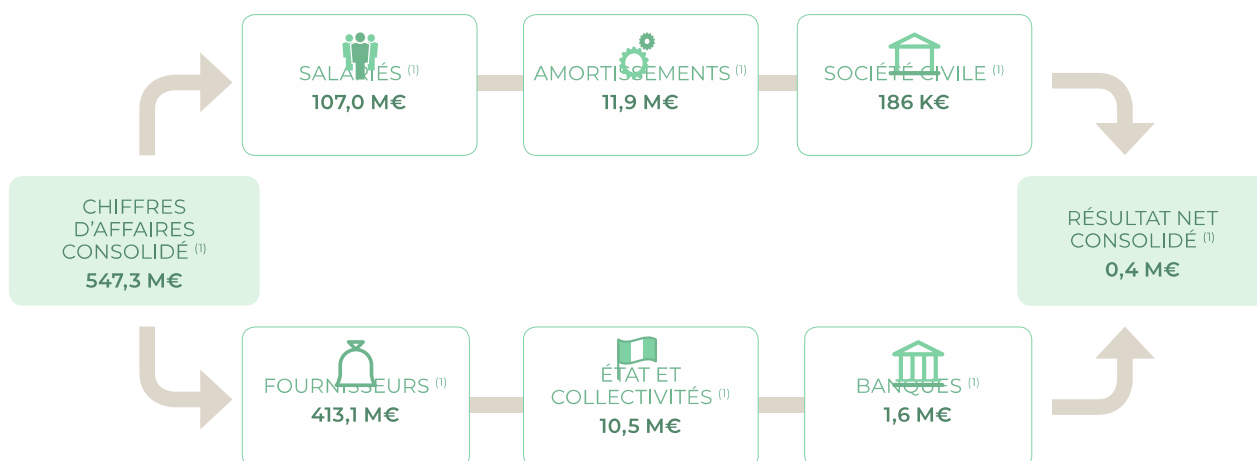 SALARIÉS (1)
107,0 M€
AMORTISSEMENTS (1)
11,9 M€
SOCIÉTÉ CIVILE (1)
186 K€
CHIFFRES
D’AFFAIRES
CONSOLIDÉ (1)
547,3 M€
RÉSULTAT NET
CONSOLIDÉ (1)
0,4 M€
FOURNISSEURS (1)
413,1 M€
ÉTAT ET
COLLECTIVITÉS (1)
10,5 M€
BANQUES (1)
1,6 M€